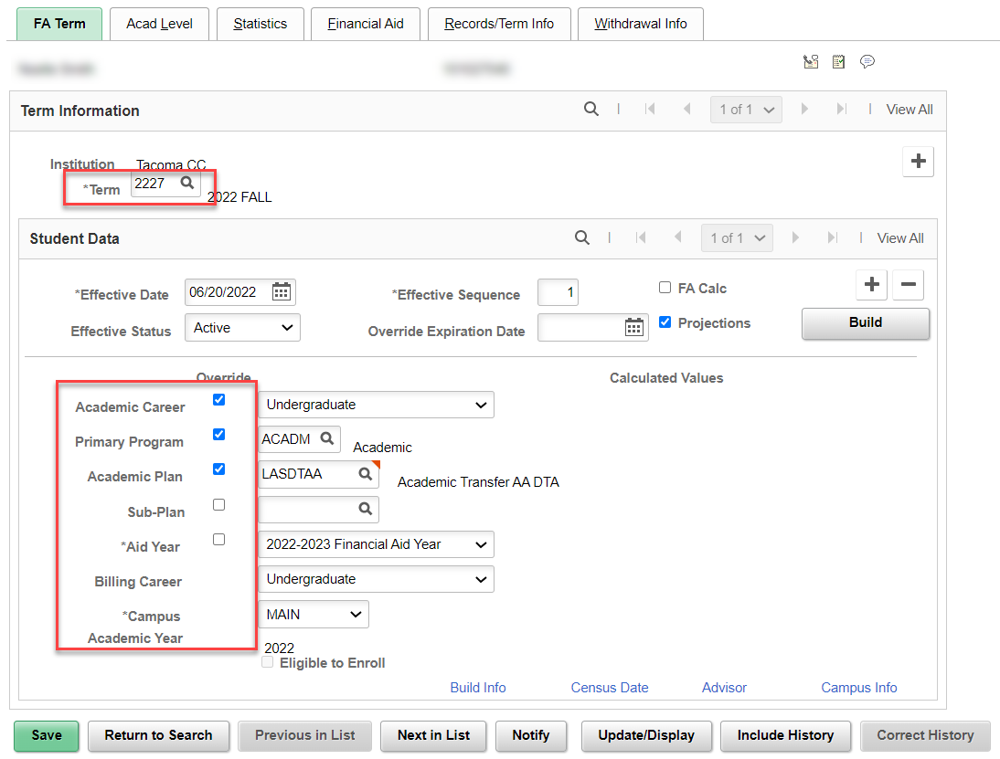 FA Term Acad Level Statistics Financial Aid Records/Term Info Withdrawal Info
Term Information 1 of 1 View All
Institution Tacoma CC
*Term 2227 2022 FALL
Student Data 1 of 1 View All
*Effective Date 06/20/2022 *Effective Sequence 1 FA Calc
Effective Status Active Override Expiration Date Projections Build
Override Calculated Values
Academic Career Undergraduate
Primary Program ACADM Academic
Academic Plan LASDTAA Academic Transfer AA DTA
Sub-Plan
*Aid Year 2022-2023 Financial Aid Year
Billing Career Undergraduate
*Campus MAIN
Academic Year 2022
Eligible to Enroll
Build Info Census Date Advisor Campus Info
Save Return to Search Previous in List Next in List Notify Update/Display Include History Correct History